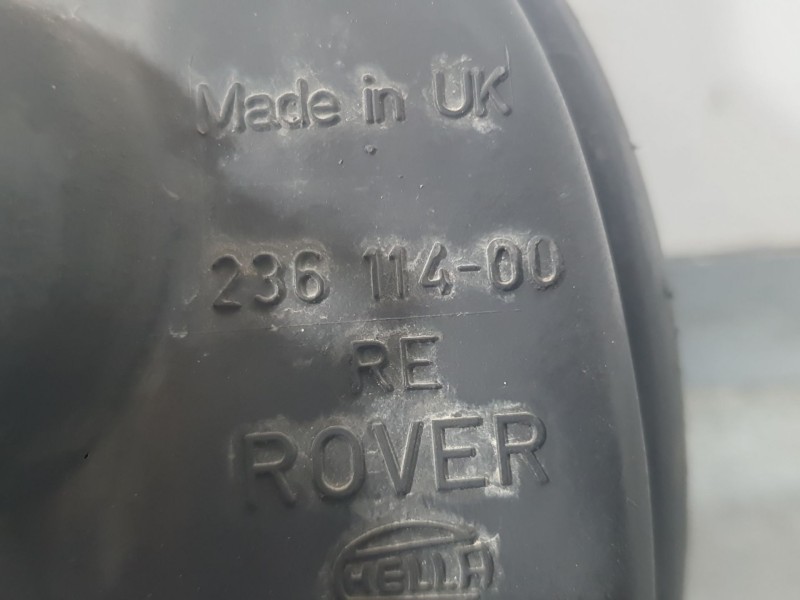 Made in UK
236 114-00
RE
ROVER
HELLA